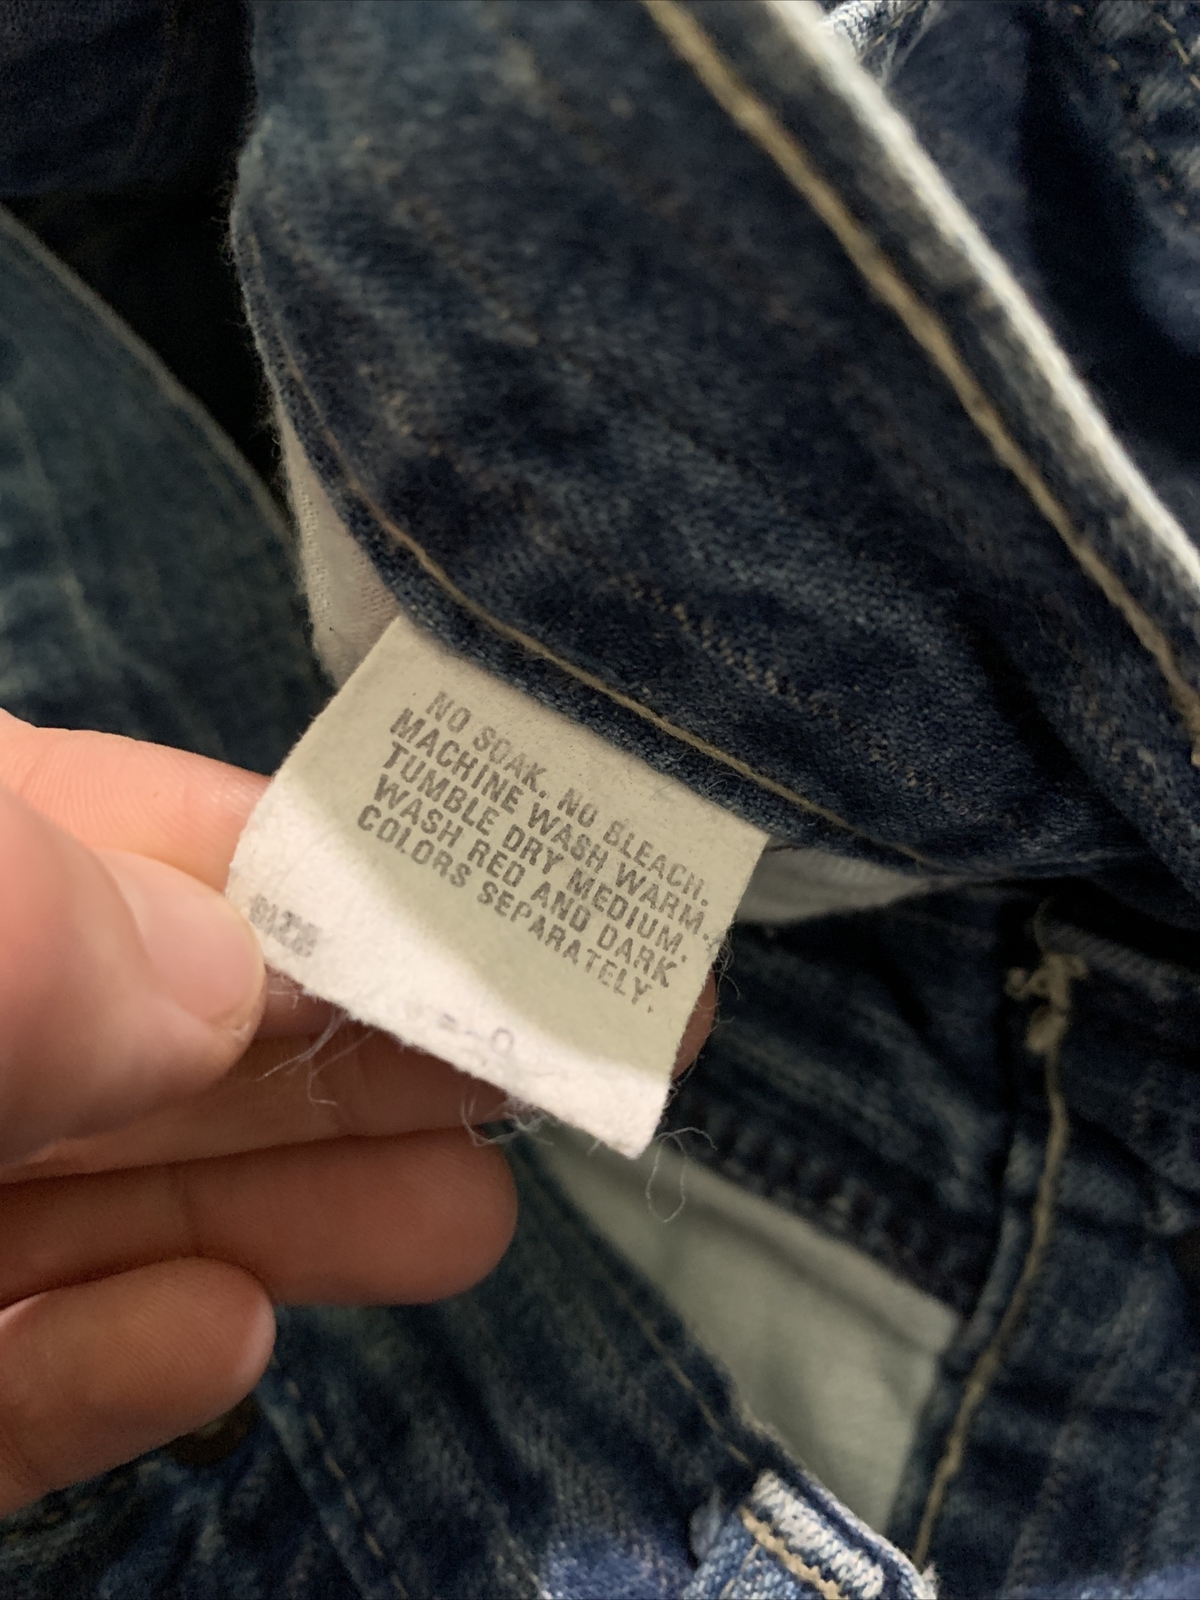 NO SOAK. NO BLEACH.
MACHINE WASH WARM.
TUMBLE DRY MEDIUM.
WASH RED AND DARK
COLORS SEPARATELY.